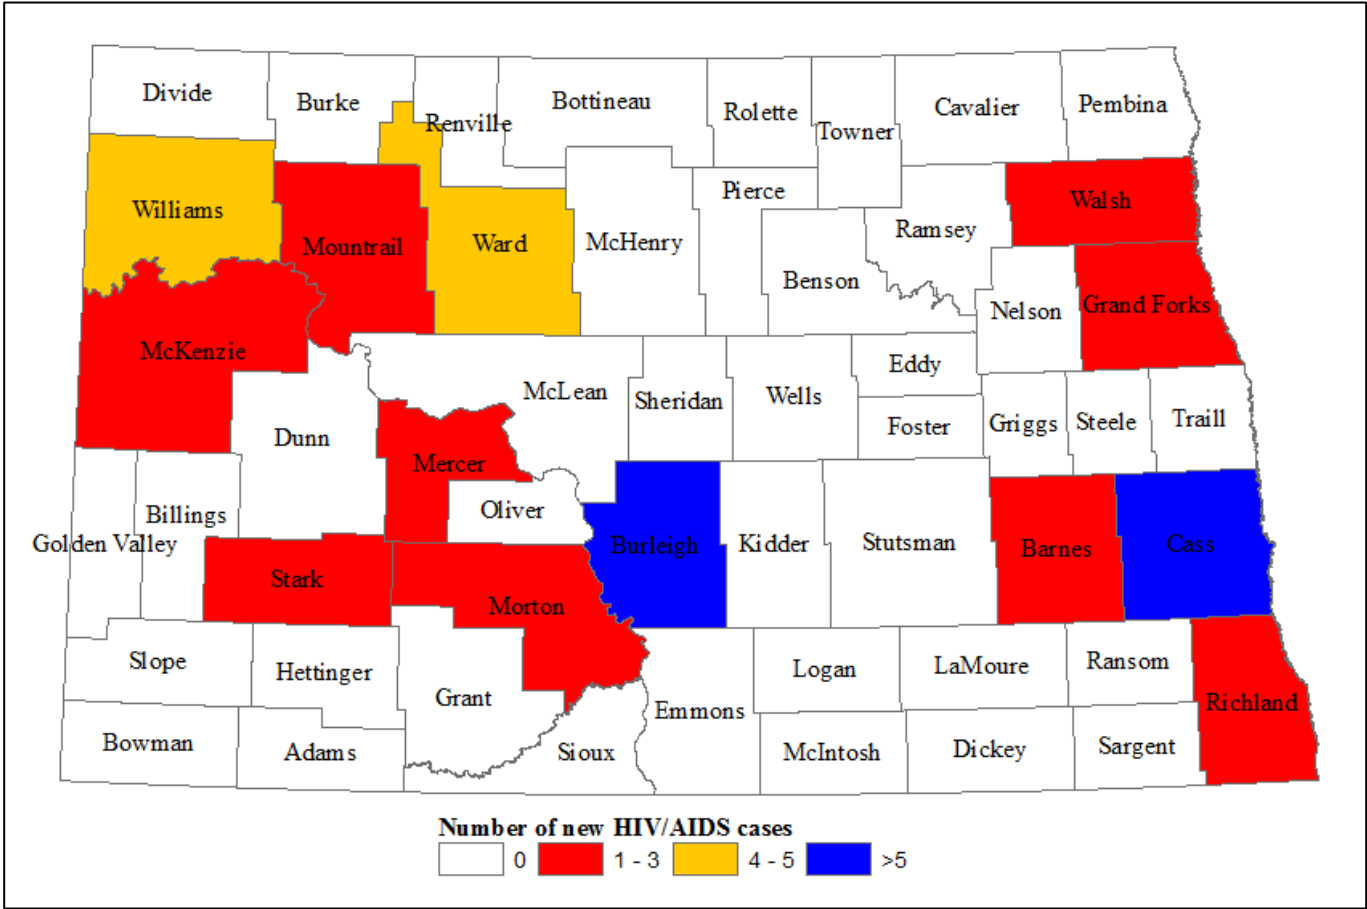 Divide
Burke
Renville
Bottineau
Rolette
Towner
Cavalier
Pembina
Williams
Mountrail
Ward
McHenry
Pierce
Benson
Ramsey
Walsh
Nelson
Grand Forks
McKenzie
Dunn
McLean
Sheridan
Wells
Eddy
Foster
Griggs
Steele
Traill
Mercer
Oliver
Golden Valley
Billings
Stark
Morton
Burleigh
Kidder
Stutsman
Barnes
Cass
Slope
Hettinger
Grant
Emmons
Logan
LaMoure
Ransom
Richland
Bowman
Adams
Sioux
McIntosh
Dickey
Sargent
Number of new HIV/AIDS cases
0 1 - 3 4 - 5 >5